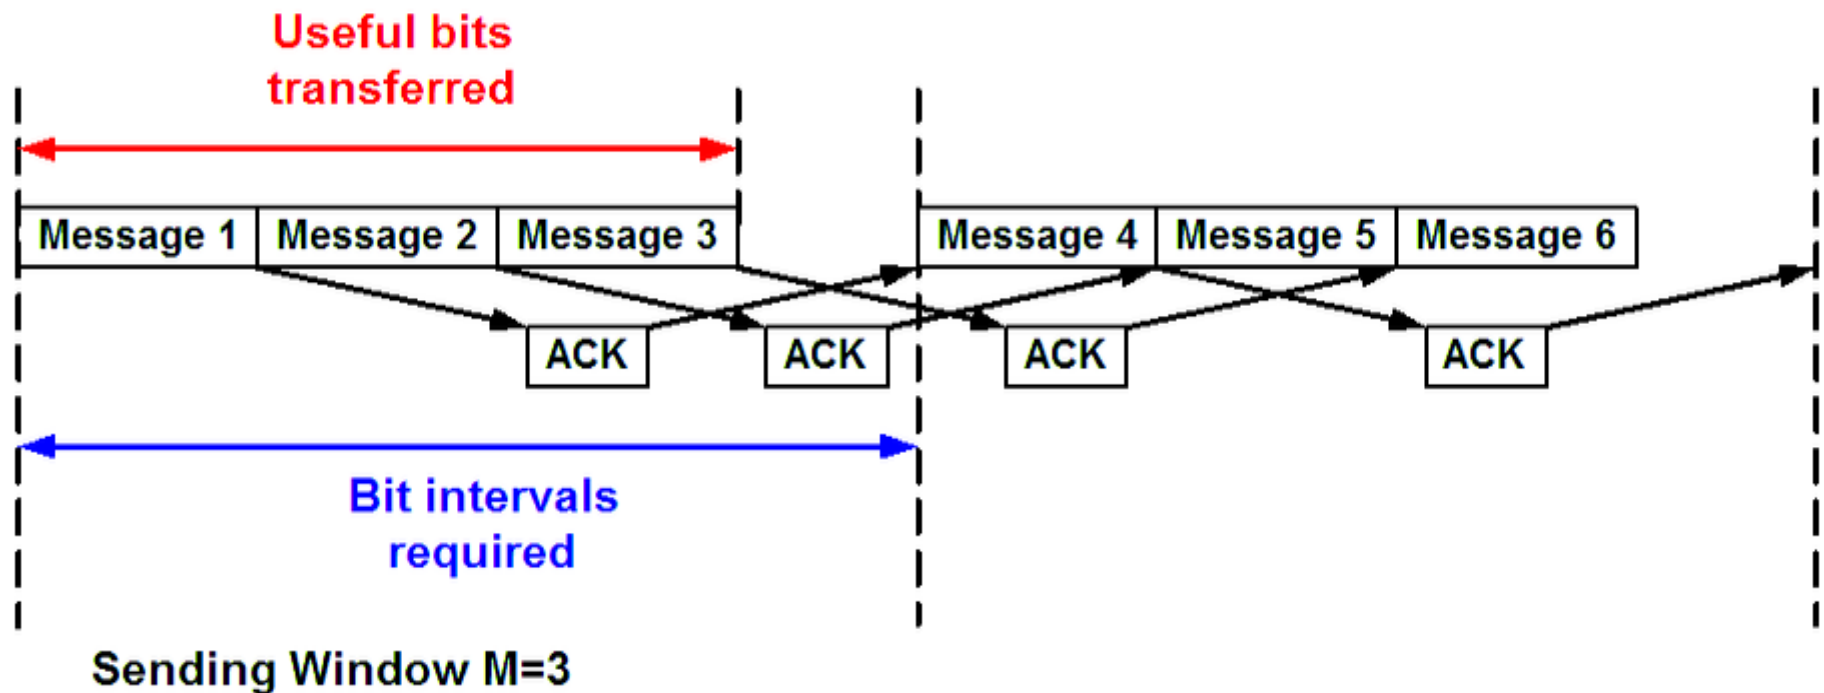 Useful bits
transferred
Message 1 Message 2 Message 3 Message 4 Message 5 Message 6
ACK ACK ACK ACK
Bit intervals
required
Sending Window M=3